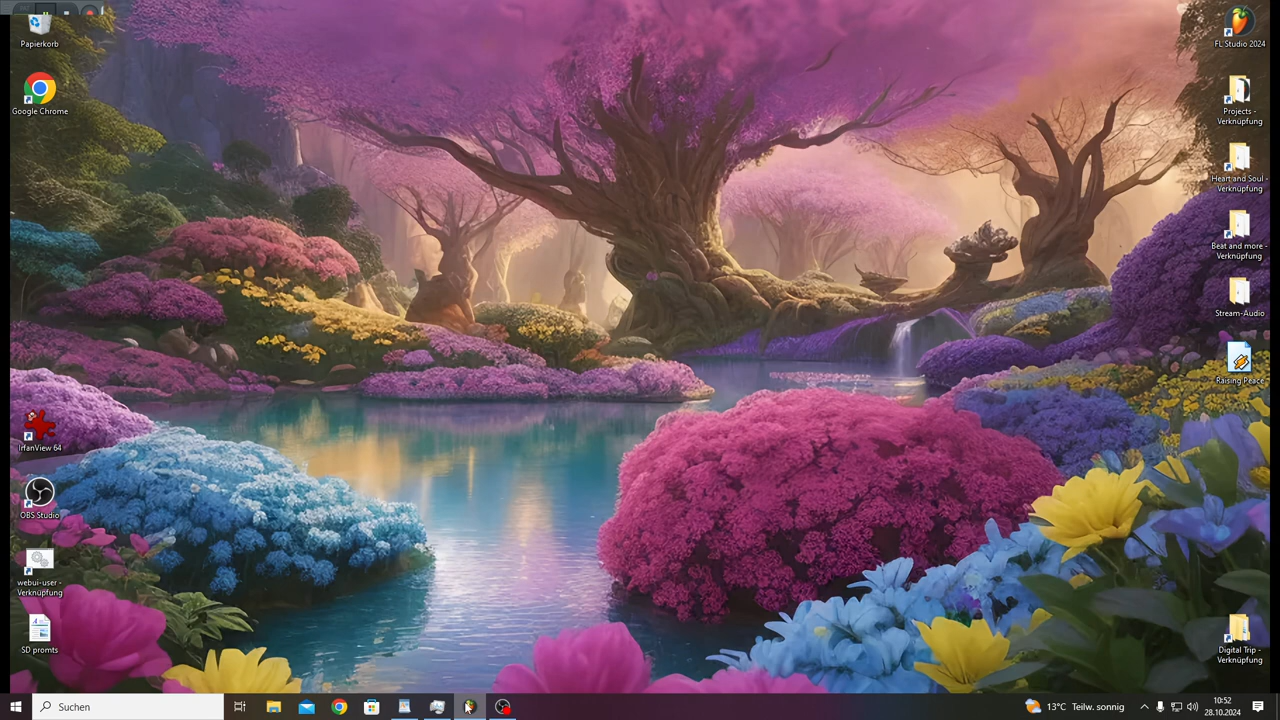 Papierkorb
Google Chrome
IrfanView 64
OBS Studio
webui-user -
Verknüpfung
SD promts
FL Studio 2024
Projects -
Verknüpfung
Heart and Soul -
Verknüpfung
Beat and more -
Verknüpfung
Stream-Audio
Raising Peace
Digital Trip -
Verknüpfung
Suchen
13°C Teilw. sonnig
10:52
28.10.2024